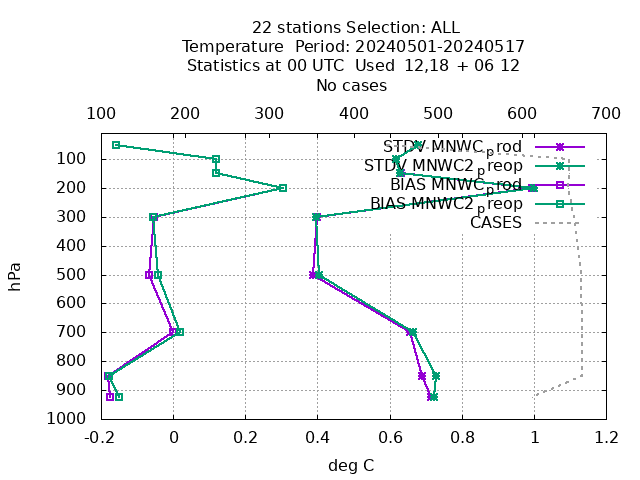 22 stations Selection: ALL
Temperature  Period: 20240501-20240517
Statistics at 00 UTC  Used  12,18 + 06 12
No cases
100 200 300 400 500 600 700
STDV MNWC_prod
STDV MNWC2_preop
BIAS MNWC_prod
BIAS MNWC2_preop
CASES
100
200
300
400
500
600
700
800
900
1000
hPa
-0.2 0 0.2 0.4 0.6 0.8 1 1.2
deg C